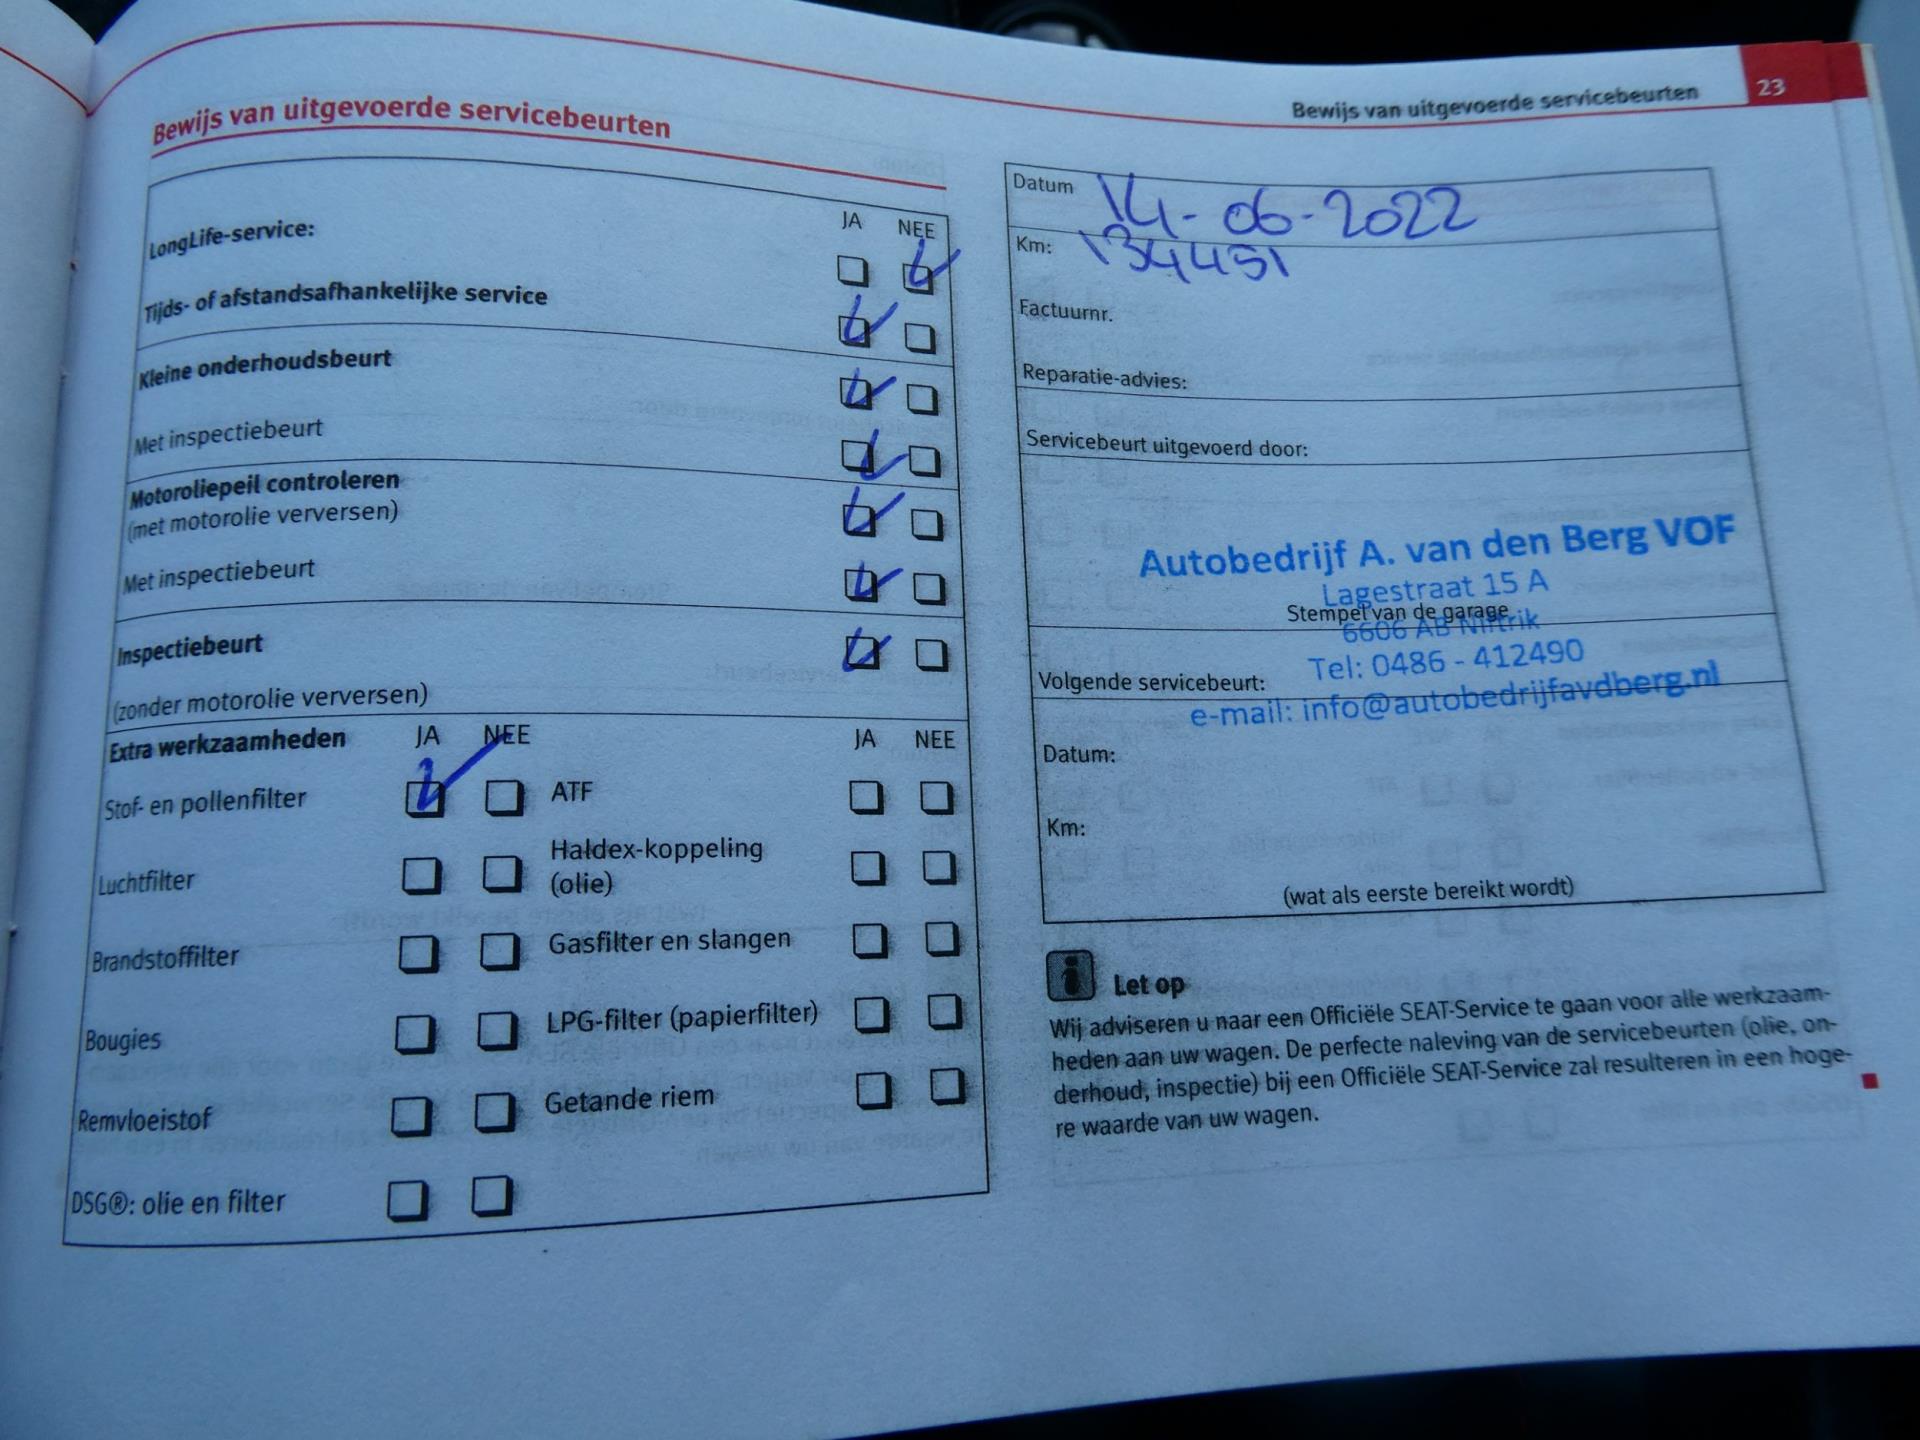 Bewijs van uitgevoerde servicebeurten
23
Bewijs van uitgevoerde servicebeurten
JA NEE
LongLife-service:
Tijds- of afstandsafhankelijke service
Kleine onderhoudsbeurt
Met inspectiebeurt
Motoroliepeil controleren
(met motorolie verversen)
Met inspectiebeurt
Inspectiebeurt
(zonder motorolie verversen)
Extra werkzaamheden JA NEE JA NEE
Stof- en pollenfilter ATF
Luchtfilter Haldex-koppeling
(olie)
Brandstoffilter Gasfilter en slangen
Bougies LPG-filter (papierfilter)
Remvloeistof Getande riem
DSG®: olie en filter
Datum 14-06-2022
Km: 134451
Factuurnr.
Reparatie-advies:
Servicebeurt uitgevoerd door:
Autobedrijf A. van den Berg VOF
Lagestraat 15 A
Stempel van de garage
6606 AB Niftrik
Tel: 0486 - 412490
Volgende servicebeurt:
e-mail: info@autobedrijfavdberg.nl
Datum:
Km:
(wat als eerste bereikt wordt)
Let op
Wij adviseren u naar een Officiële SEAT-Service te gaan voor alle werkzaam-
heden aan uw wagen. De perfecte naleving van de servicebeurten (olie, on-
derhoud, inspectie) bij een Officiële SEAT-Service zal resulteren in een hoge-
re waarde van uw wagen.